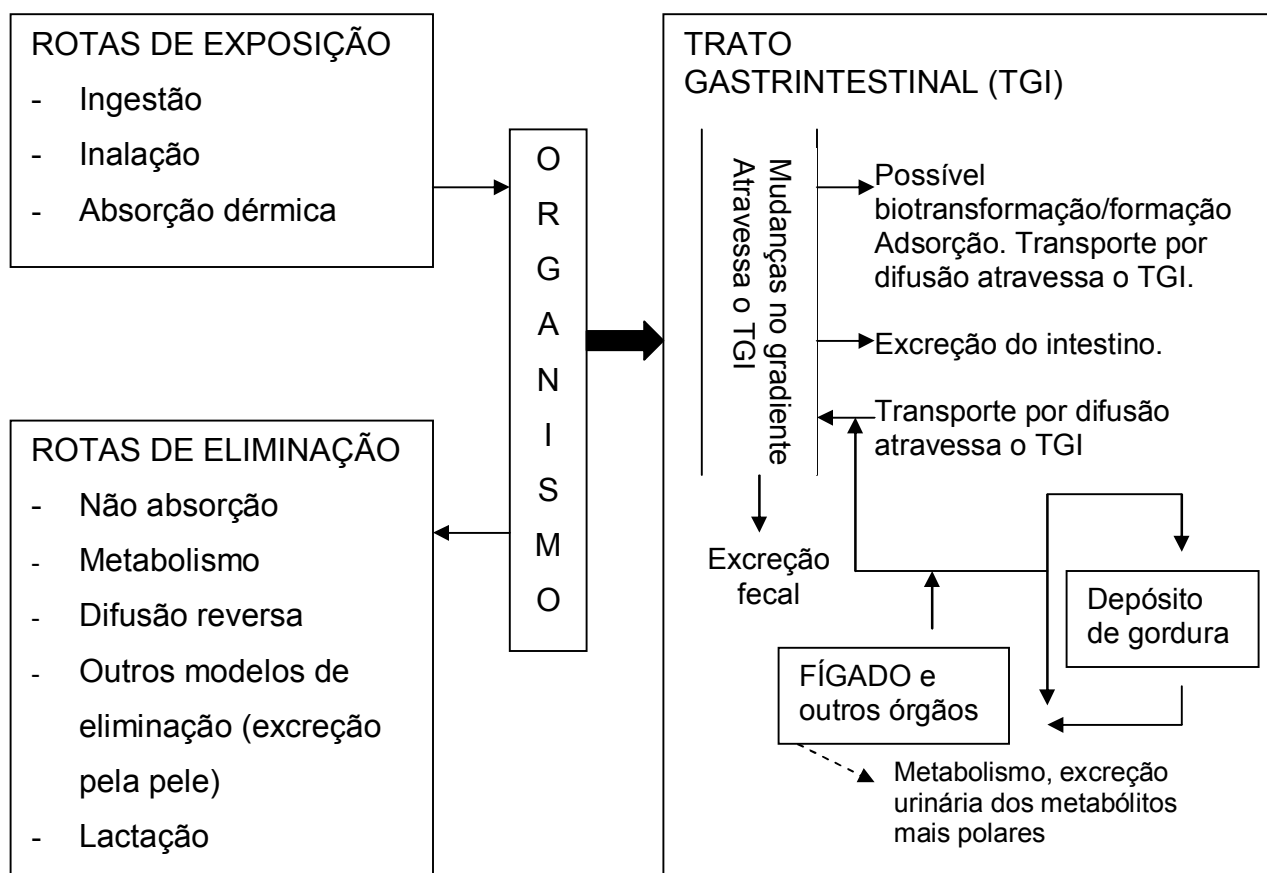 ROTAS DE EXPOSIÇÃO
- Ingestão
- Inalação
- Absorção dérmica
ROTAS DE ELIMINAÇÃO
- Não absorção
- Metabolismo
- Difusão reversa
- Outros modelos de
eliminação (excreção
pela pele)
- Lactação
O
R
G
A
N
I
S
M
O
TRATO
GASTRINTESTINAL (TGI)
Mudanças no gradiente
Atravessa o TGI
Possível
biotransformação/formação
Adsorção. Transporte por
difusão atravessa o TGI.
Excreção do intestino.
Transporte por difusão
atravessa o TGI
Excreção
fecal
Depósito
de gordura
FÍGADO e
outros órgãos
Metabolismo, excreção
urinária dos metabólitos
mais polares